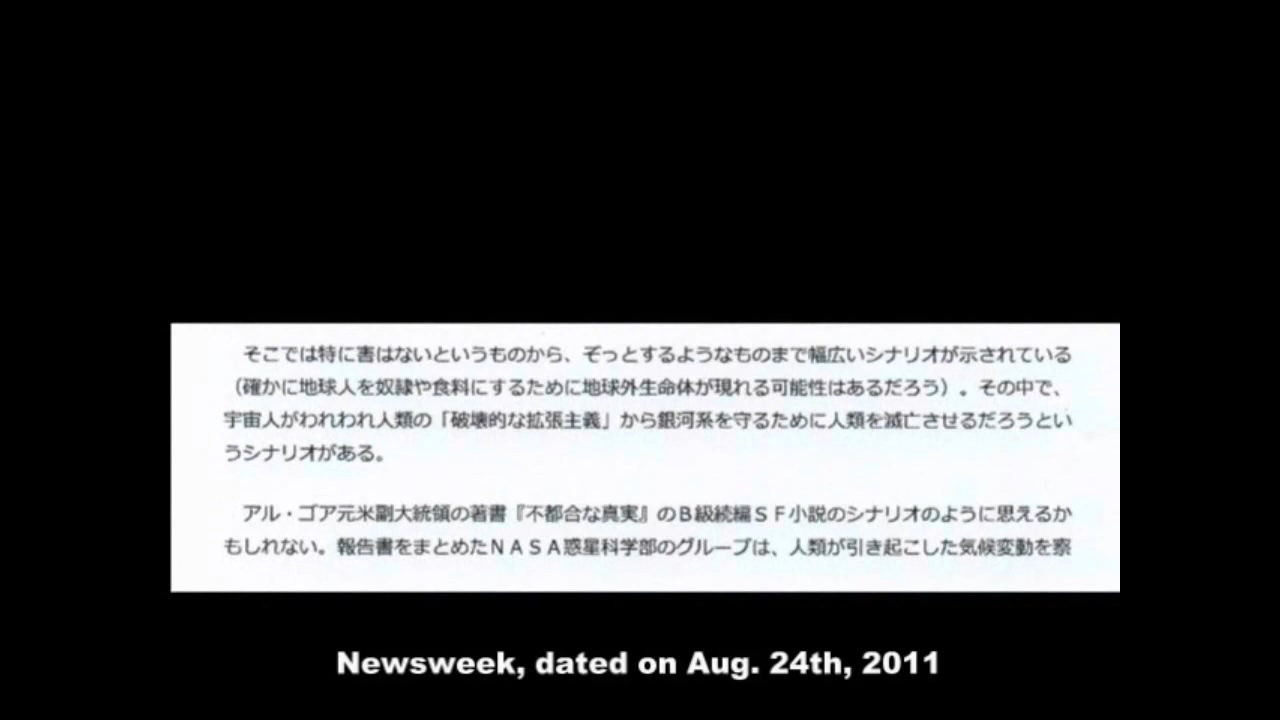 そこでは特に害はないというものから、ぞっとするようなものまで幅広いシナリオが示されている
（確かに地球人を奴隷や食料にするために地球外生命体が現れる可能性はあるだろう）。その中で、
宇宙人がわれわれ人類の「破壊的な拡張主義」から銀河系を守るために人類を滅亡させるだろうとい
うシナリオがある。
アル・ゴア元米副大統領の著書『不都合な真実』のＢ級続編ＳＦ小説のシナリオのように思えるか
もしれない。報告書をまとめたＮＡＳＡ惑星科学部のグループは、人類が引き起こした気候変動を察
Newsweek, dated on Aug. 24th, 2011